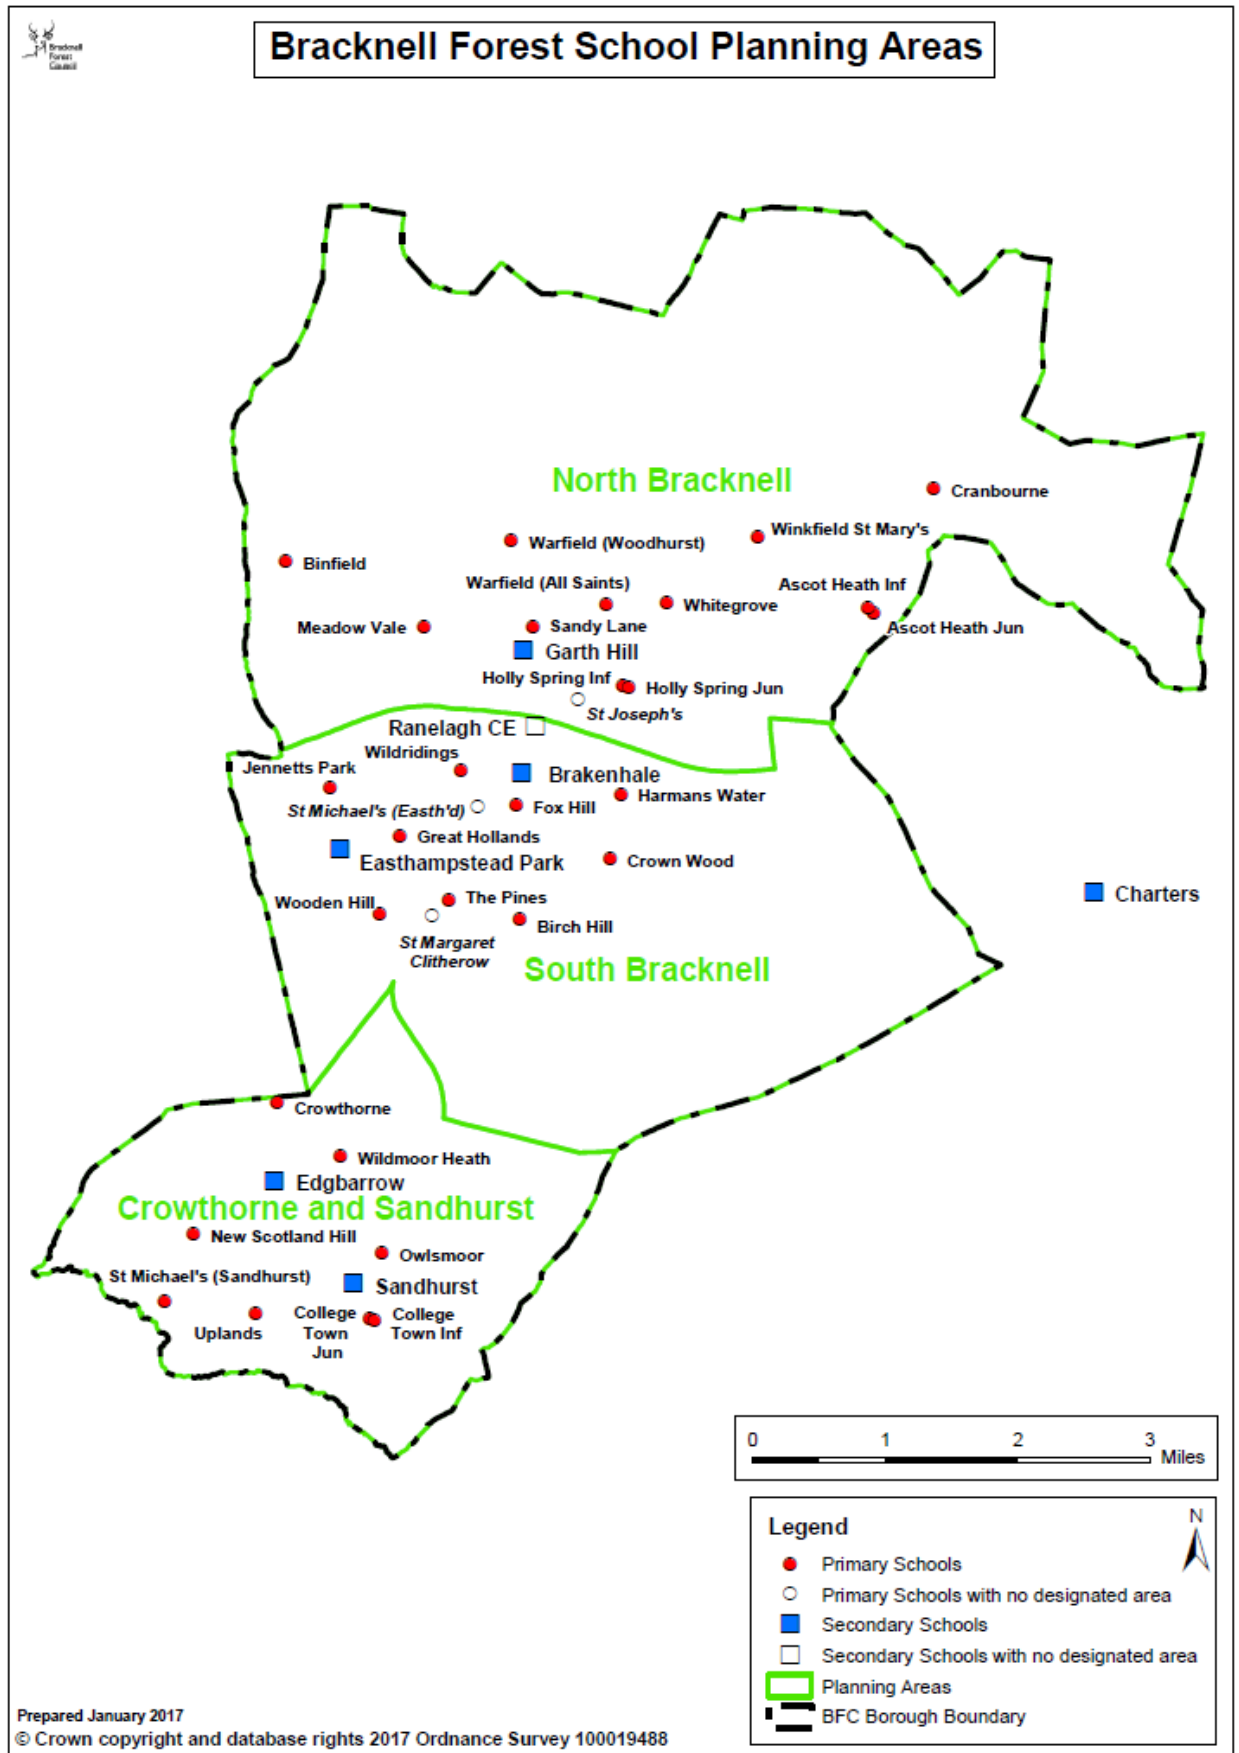 Bracknell
Forest
Council
Bracknell Forest School Planning Areas
North Bracknell
Cranbourne
Winkfield St Mary's
Warfield (Woodhurst)
Binfield
Warfield (All Saints)
Ascot Heath Inf
Whitegrove
Meadow Vale
Sandy Lane
Ascot Heath Jun
Garth Hill
Holly Spring Inf
Holly Spring Jun
St Joseph's
Ranelagh CE
Wildridings
Jennetts Park
Brakenhale
Harmans Water
St Michael's (Easth'd)
Fox Hill
Great Hollands
Easthampstead Park
Crown Wood
Charters
Wooden Hill
The Pines
Birch Hill
St Margaret
Clitherow
South Bracknell
Crowthorne
Wildmoor Heath
Edgbarrow
Crowthorne and Sandhurst
New Scotland Hill
Owlsmoor
St Michael's (Sandhurst)
Sandhurst
Uplands
College
Town
Jun
College
Town Inf
0 1 2 3
Miles
Legend
N
Primary Schools
Primary Schools with no designated area
Secondary Schools
Secondary Schools with no designated area
Planning Areas
BFC Borough Boundary
Prepared January 2017
© Crown copyright and database rights 2017 Ordnance Survey 100019488